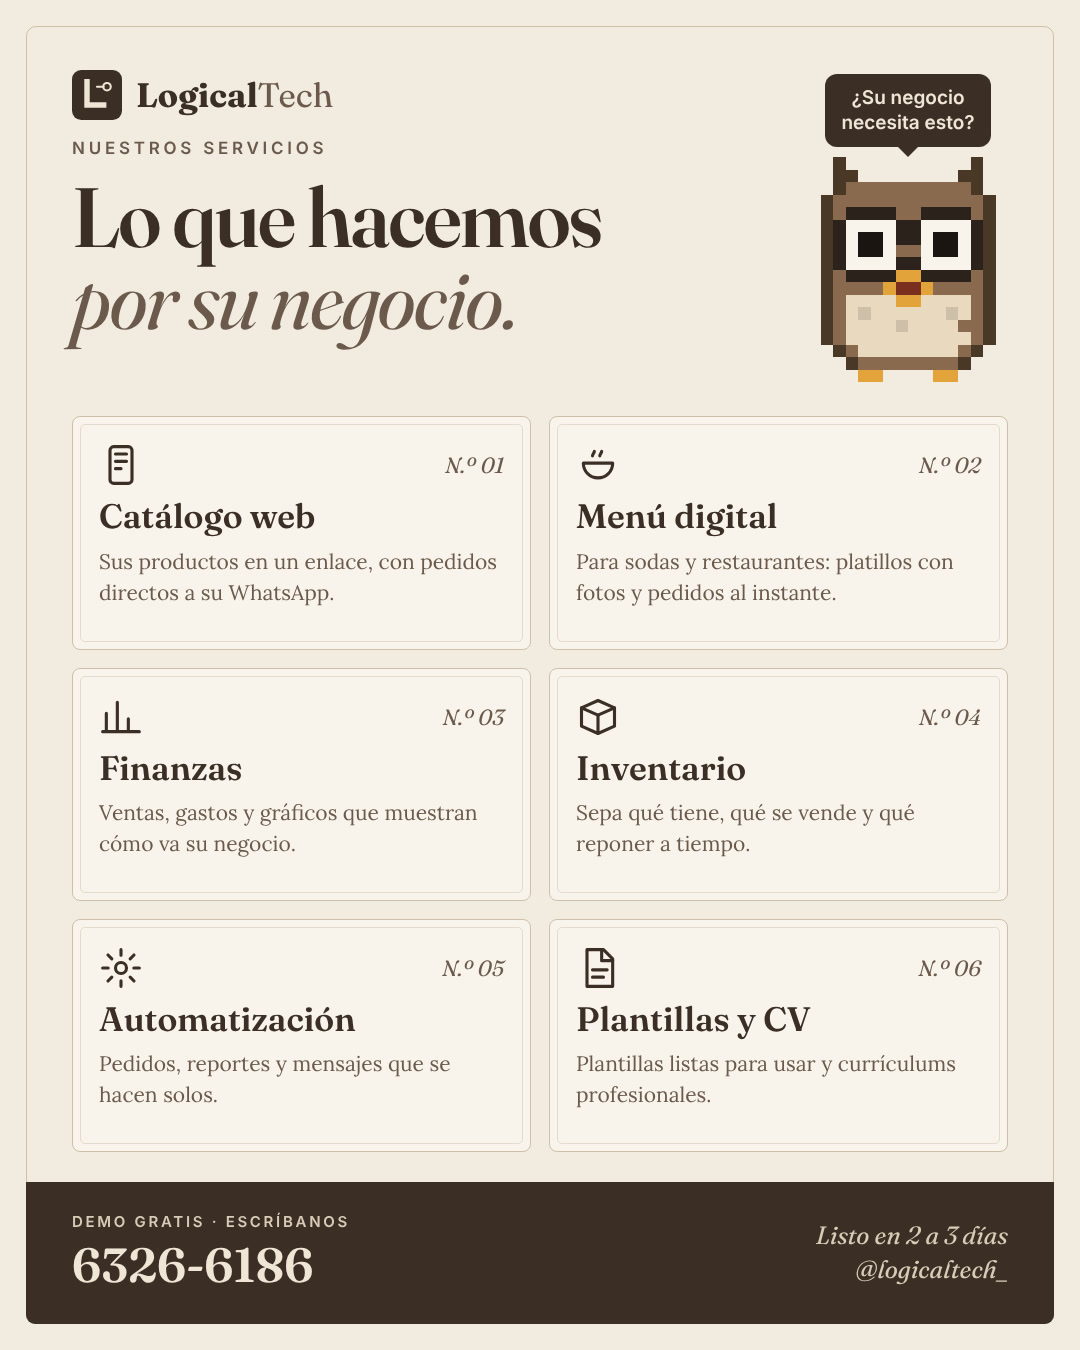 LogicalTech
NUESTROS SERVICIOS
Lo que hacemos
por su negocio.
¿Su negocio
necesita esto?
N.º 01
Catálogo web
Sus productos en un enlace, con pedidos
directos a su WhatsApp.
N.º 02
Menú digital
Para sodas y restaurantes: platillos con
fotos y pedidos al instante.
N.º 03
Finanzas
Ventas, gastos y gráficos que muestran
cómo va su negocio.
N.º 04
Inventario
Sepa qué tiene, qué se vende y qué
reponer a tiempo.
N.º 05
Automatización
Pedidos, reportes y mensajes que se
hacen solos.
N.º 06
Plantillas y CV
Plantillas listas para usar y currículums
profesionales.
DEMO GRATIS · ESCRÍBANOS
6326-6186
Listo en 2 a 3 días
@logicaltech_